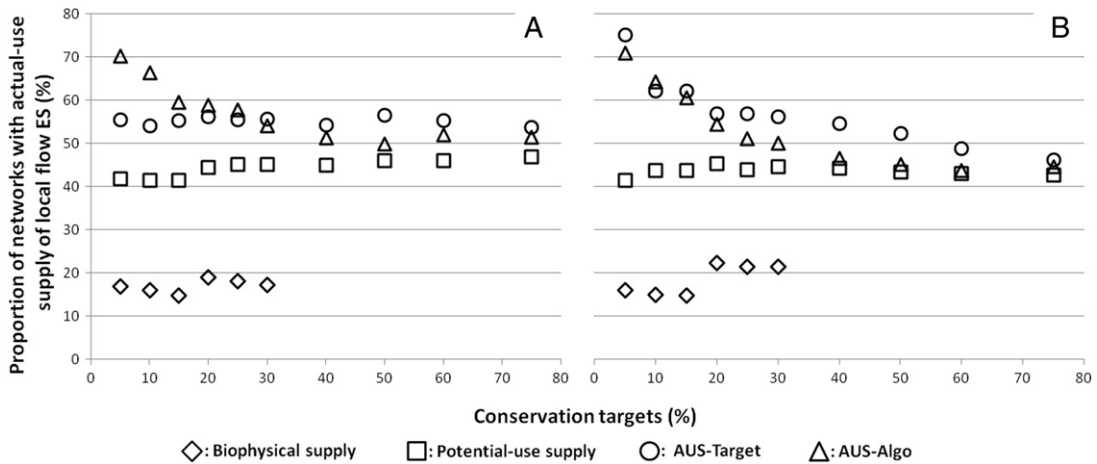 Proportion of networks with actual-use
supply of local flow ES (%)
A
80
70
60
50
40
30
20
10
0
0 10 20 30 40 50 60 70 80
B
0 10 20 30 40 50 60 70 80
Conservation targets (%)
: Biophysical supply : Potential-use supply : AUS-Target : AUS-Algo